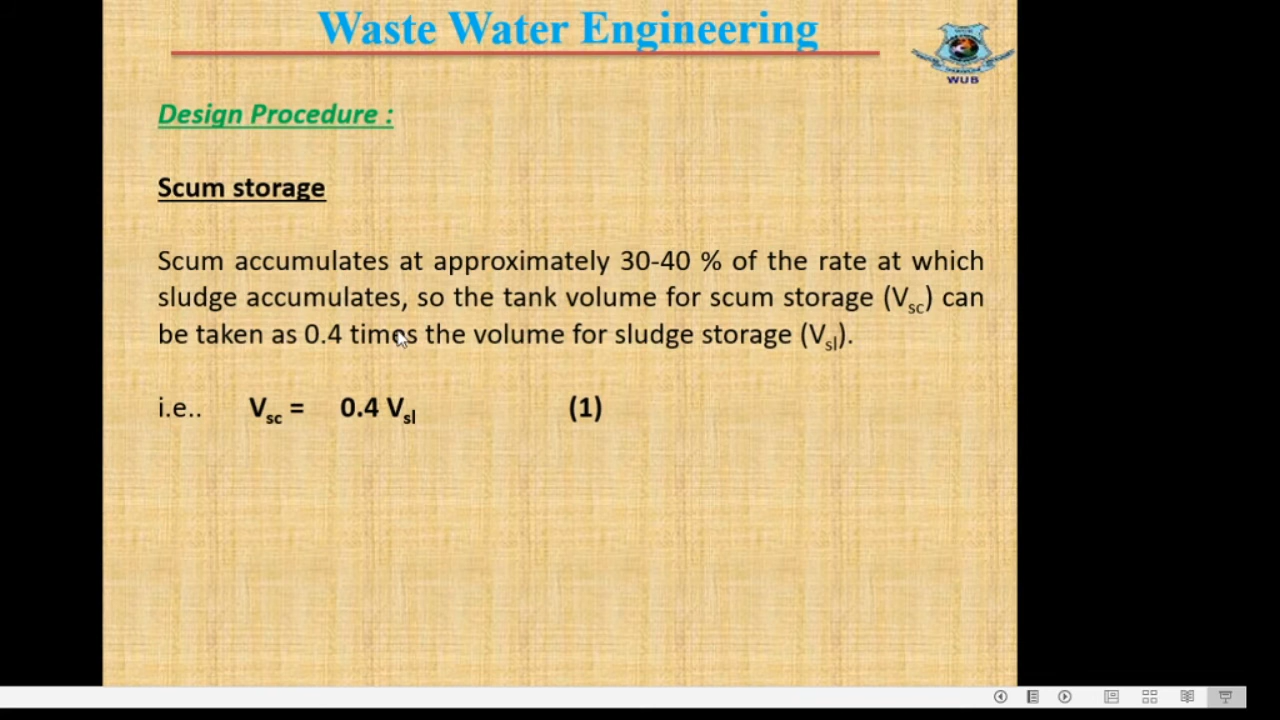 Waste Water Engineering
WUB
Design Procedure :
Scum storage
Scum accumulates at approximately 30-40 % of the rate at which
sludge accumulates, so the tank volume for scum storage (Vsc) can
be taken as 0.4 times the volume for sludge storage (Vsl).
i.e.. Vsc = 0.4 Vsl (1)